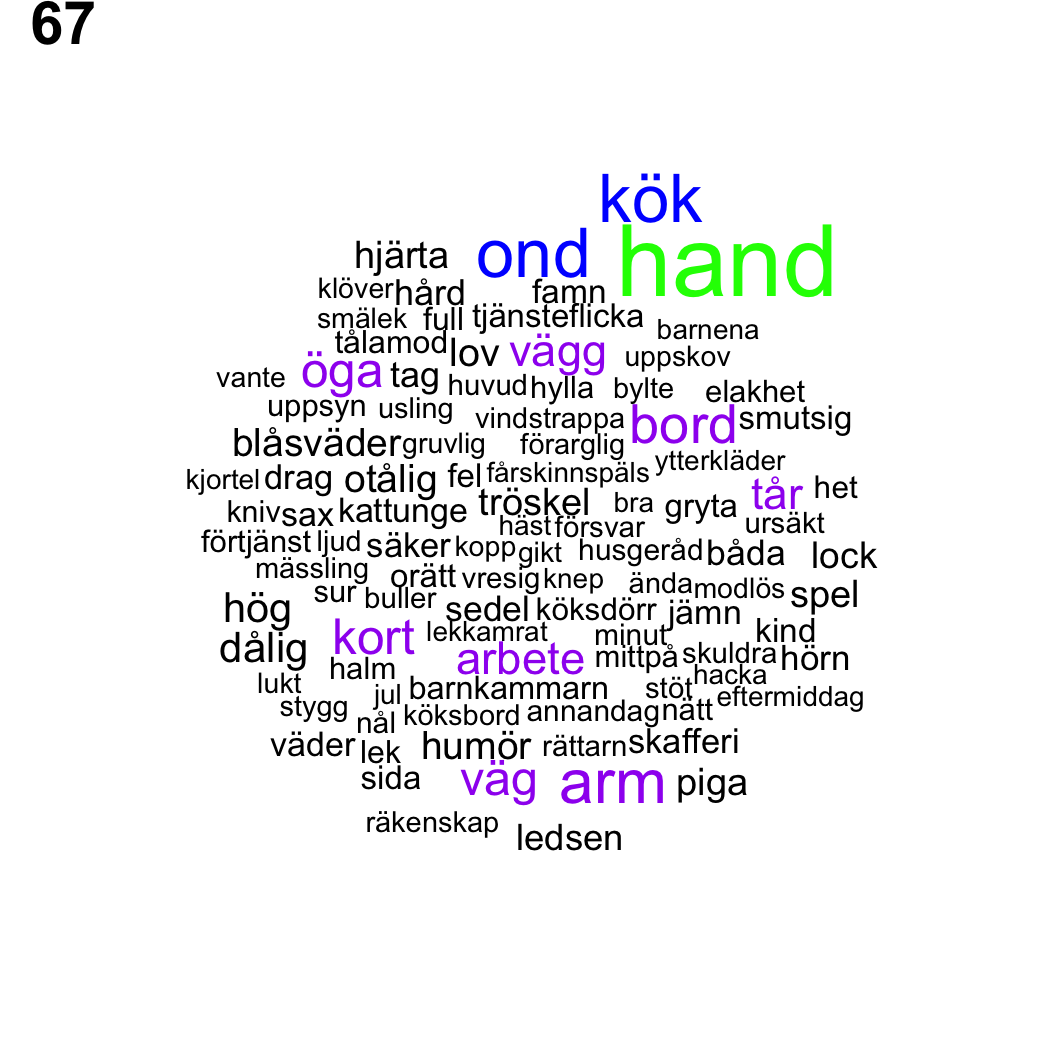 67
kök
hjärta ond hand
klöver hård famn
smälek full tjänsteflicka barnena
tålamod lov vägg uppskov
vante öga tag huvud hylla bylte elakhet
uppsyn usling vindstrappa bord smutsig
blåsväder gruvlig förarglig ytterkläder
kjortel drag otålig fel fårskinnspäls tår het
kniv sax kattunge tröskel bra gryta ursäkt
häst försvar
förtjänst ljud säker kopp gikt husgeråd båda lock
mässling orätt vresig knep ända modlös spel
sur buller sedel köksdörr jämn
hög kort lekkamrat minut kind
dålig halm arbete mittpå skuldra hörn
lukt jul barnkammarn stöt hacka eftermiddag
stygg nål köksbord annandag nätt
väder lek humör rättarn skafferi
sida väg arm piga
räkenskap ledsen